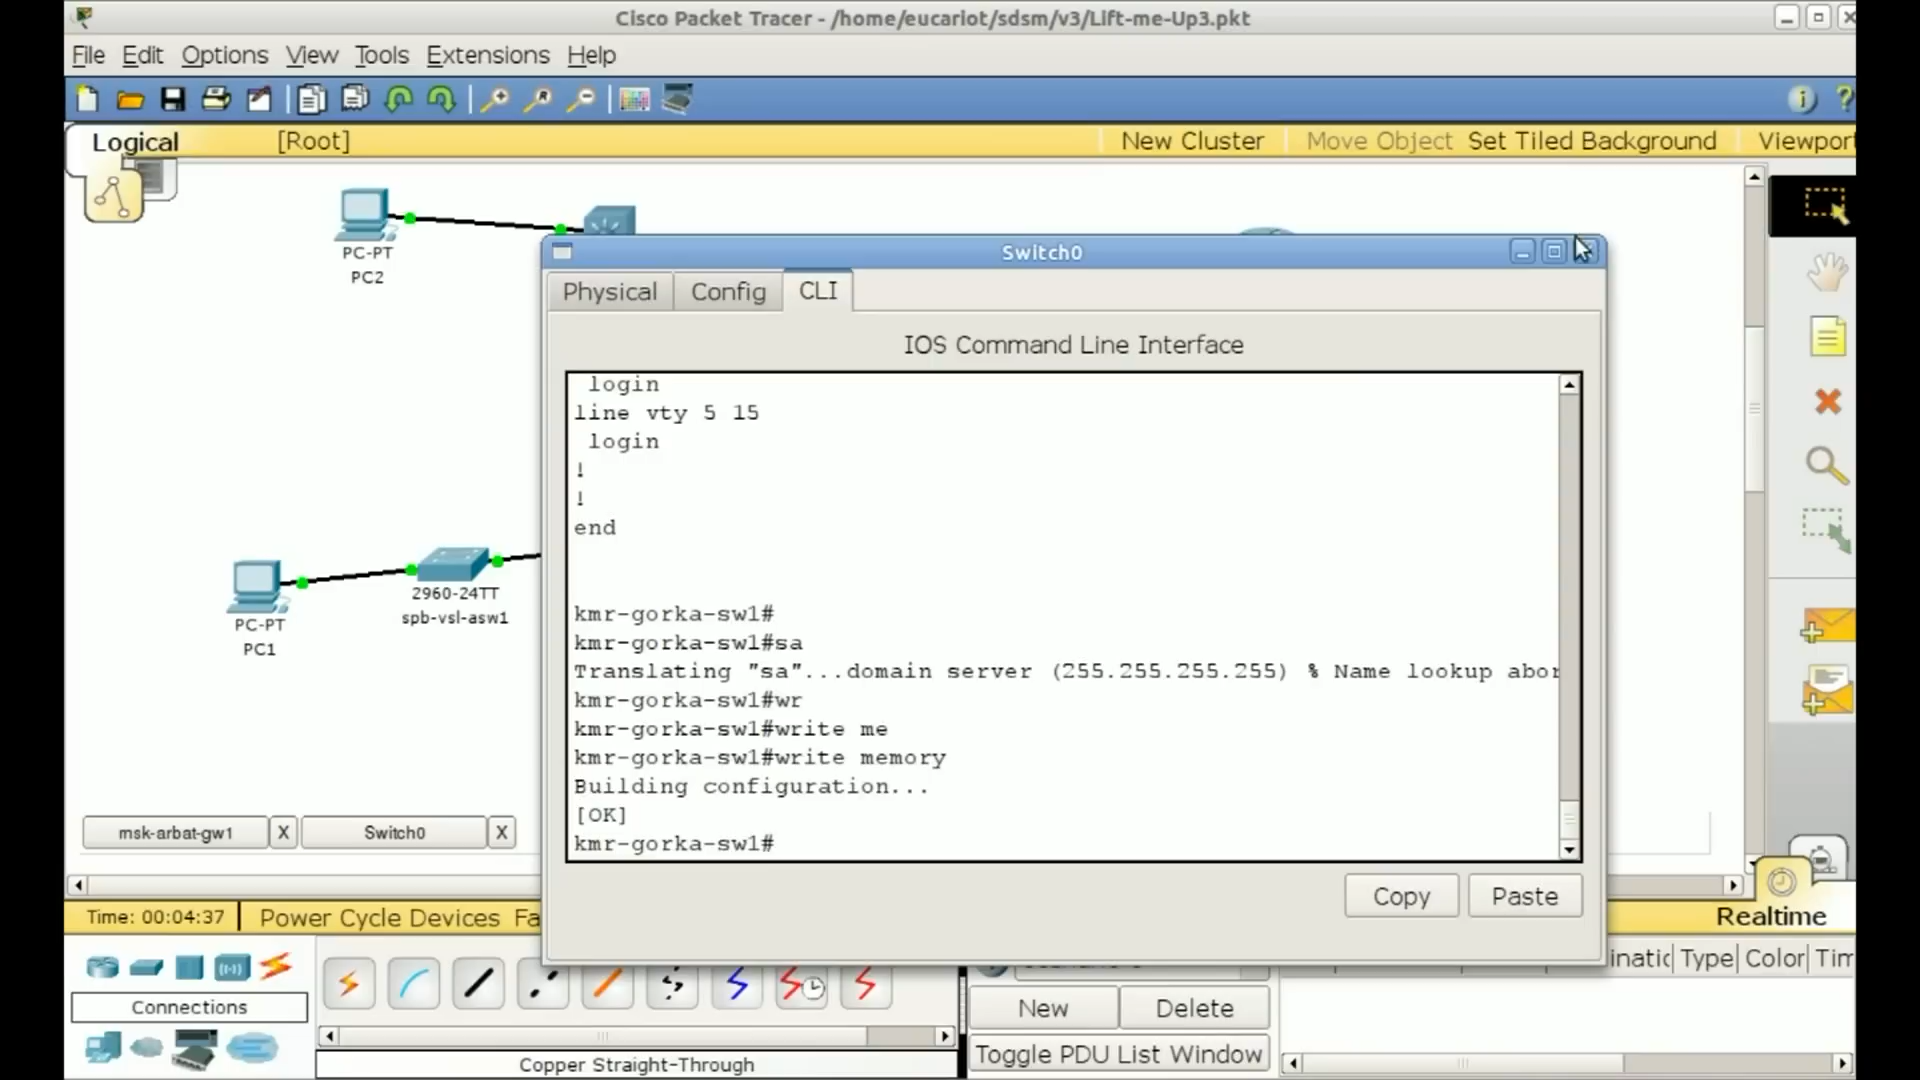 Cisco Packet Tracer - /home/eucariot/sdsm/v3/Lift-me-Up3.pkt
File Edit Options View Tools Extensions Help
Logical [Root] New Cluster Move Object Set Tiled Background Viewport
PC-PT
PC2
Switch0
Physical Config CLI
IOS Command Line Interface
login
line vty 5 15
login
!
!
end
kmr-gorka-sw1#
kmr-gorka-sw1#sa
Translating "sa"...domain server (255.255.255.255) % Name lookup abor
kmr-gorka-sw1#wr
kmr-gorka-sw1#write me
kmr-gorka-sw1#write memory
Building configuration...
[OK]
kmr-gorka-sw1#
Copy Paste
2960-24TT
spb-vsl-asw1
PC-PT
PC1
msk-arbat-gw1 X Switch0 X
Time: 00:04:37 Power Cycle Devices Fa
Realtime
Connections
Copper Straight-Through
New Delete
Toggle PDU List Window
inatic Type Color Tim